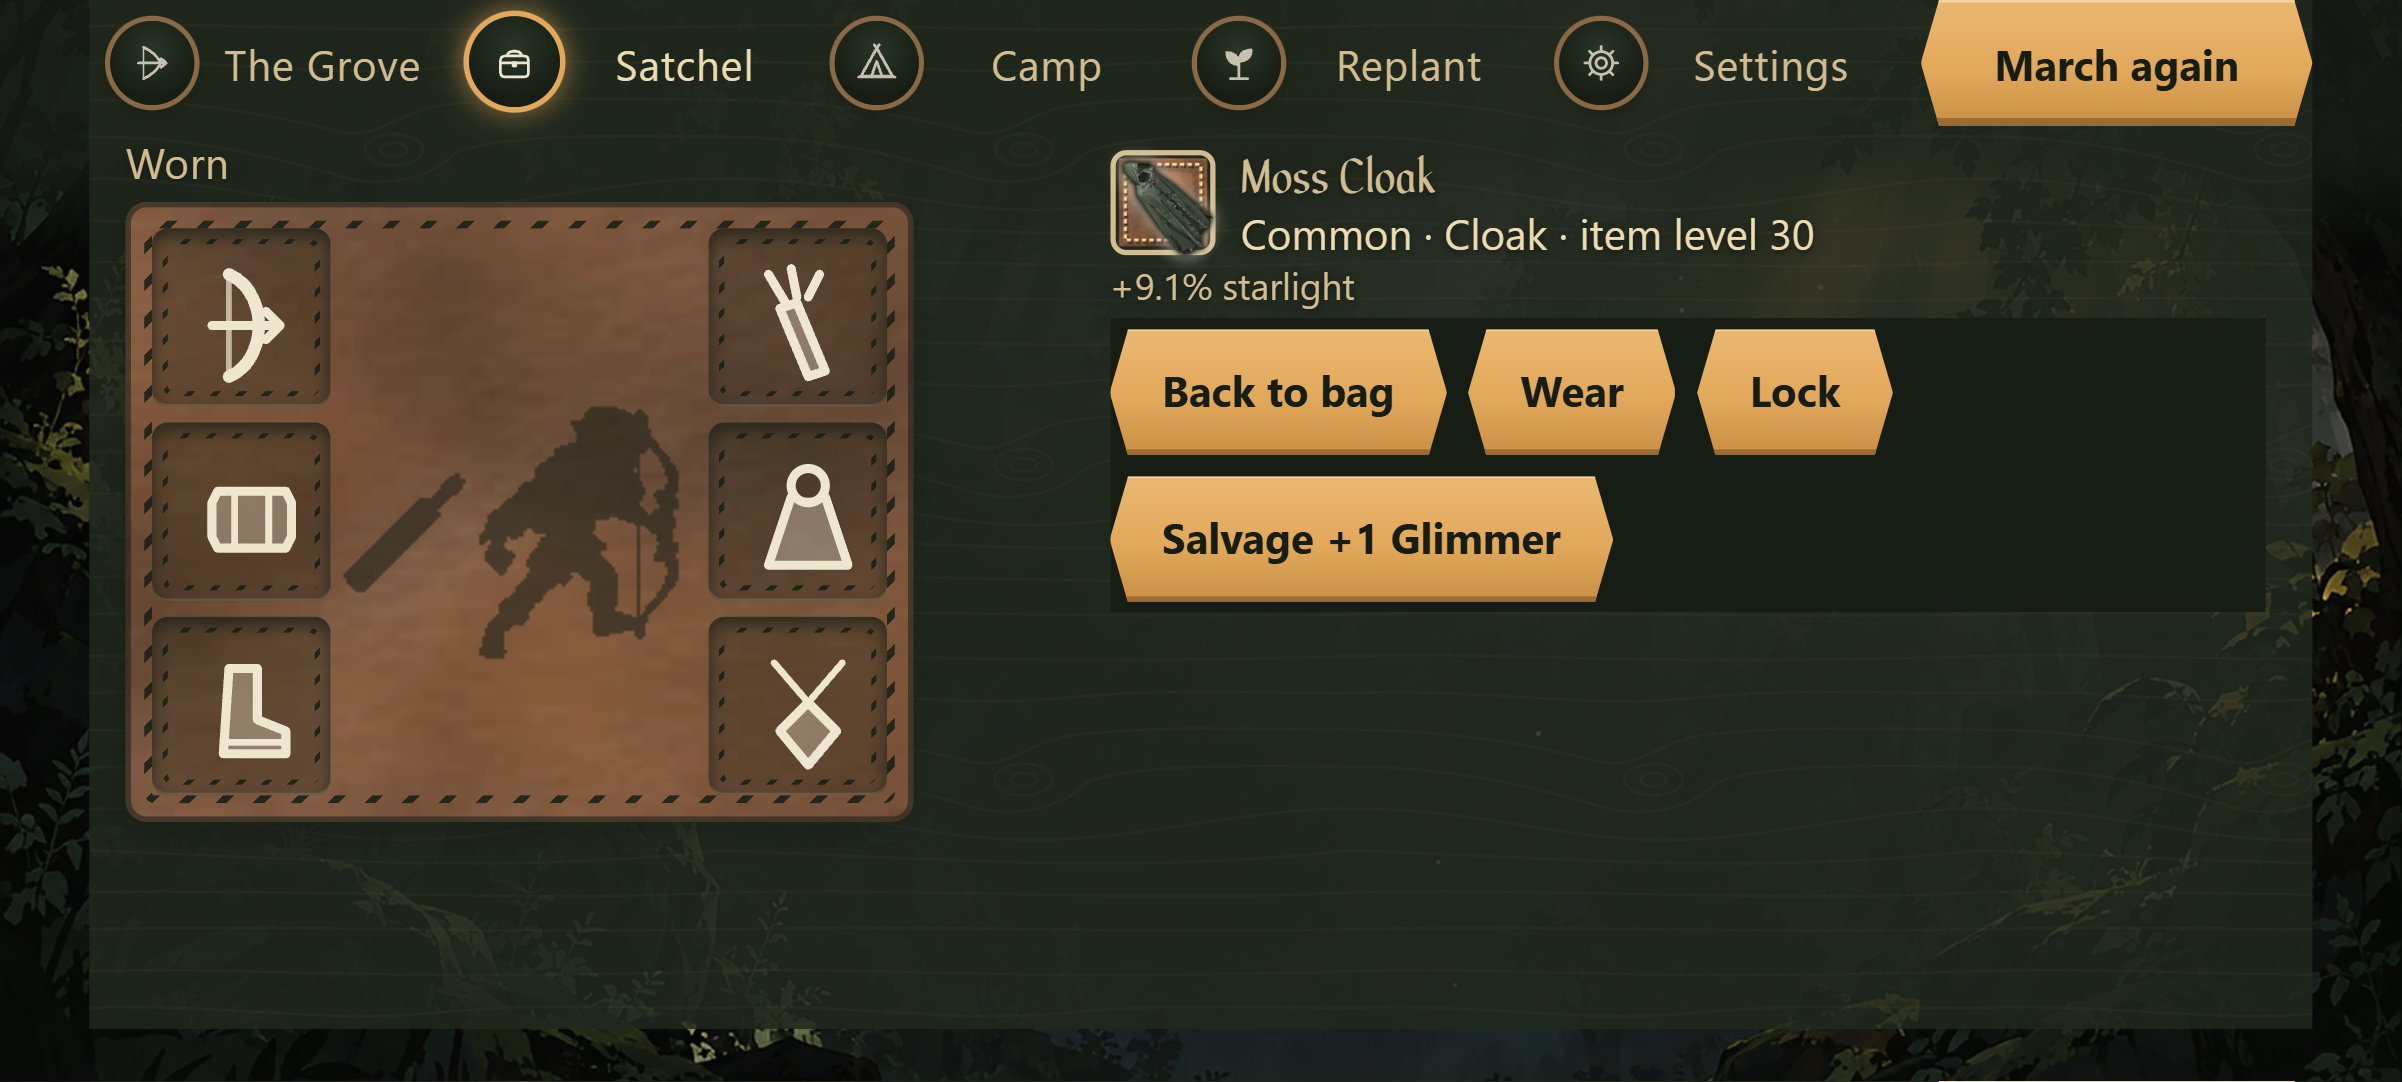 The Grove
Satchel
Camp
Replant
Settings
March again
Worn
Moss Cloak
Common · Cloak · item level 30
+9.1% starlight
Back to bag
Wear
Lock
Salvage +1 Glimmer